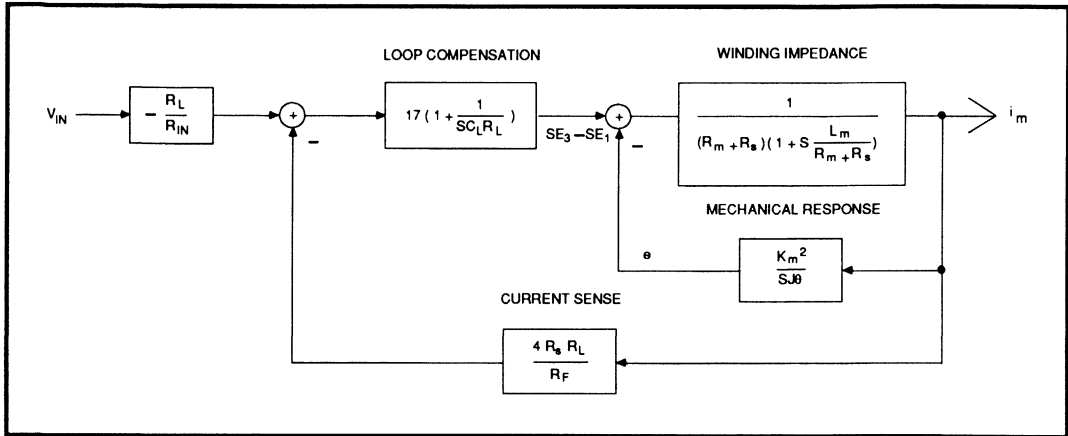 LOOP COMPENSATION
WINDING IMPEDANCE
V_IN
− R_L / R_IN
+
−
17 ( 1 + 1 / SC_L R_L )
SE_3 − SE_1
+
−
1 / (R_m + R_s) ( 1 + S L_m / R_m + R_s )
i_m
MECHANICAL RESPONSE
e
K_m^2 / SJθ
CURRENT SENSE
4 R_s R_L / R_F